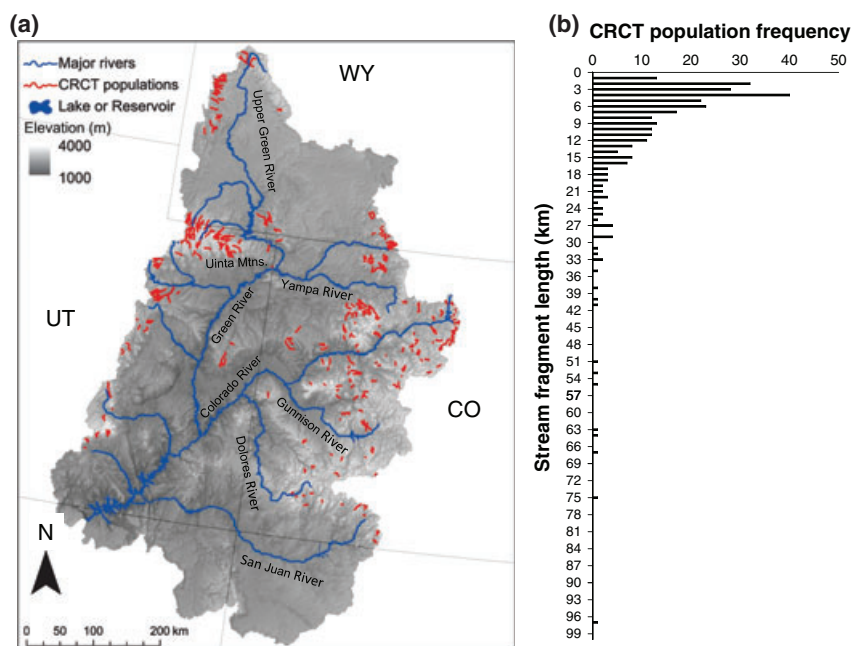 (a)
WY
Major rivers
CRCT populations
Lake or Reservoir
Elevation (m)
4000
1000
Upper Green River
Uinta Mtns.
Yampa River
Green River
UT
Colorado River
CO
Gunnison River
Dolores River
N
San Juan River
0 50 100 200 km
(b) CRCT population frequency
0 10 20 30 40 50
Stream fragment length (km)
0
3
6
9
12
15
18
21
24
27
30
33
36
39
42
45
48
51
54
57
60
63
66
69
72
75
78
81
84
87
90
93
96
99